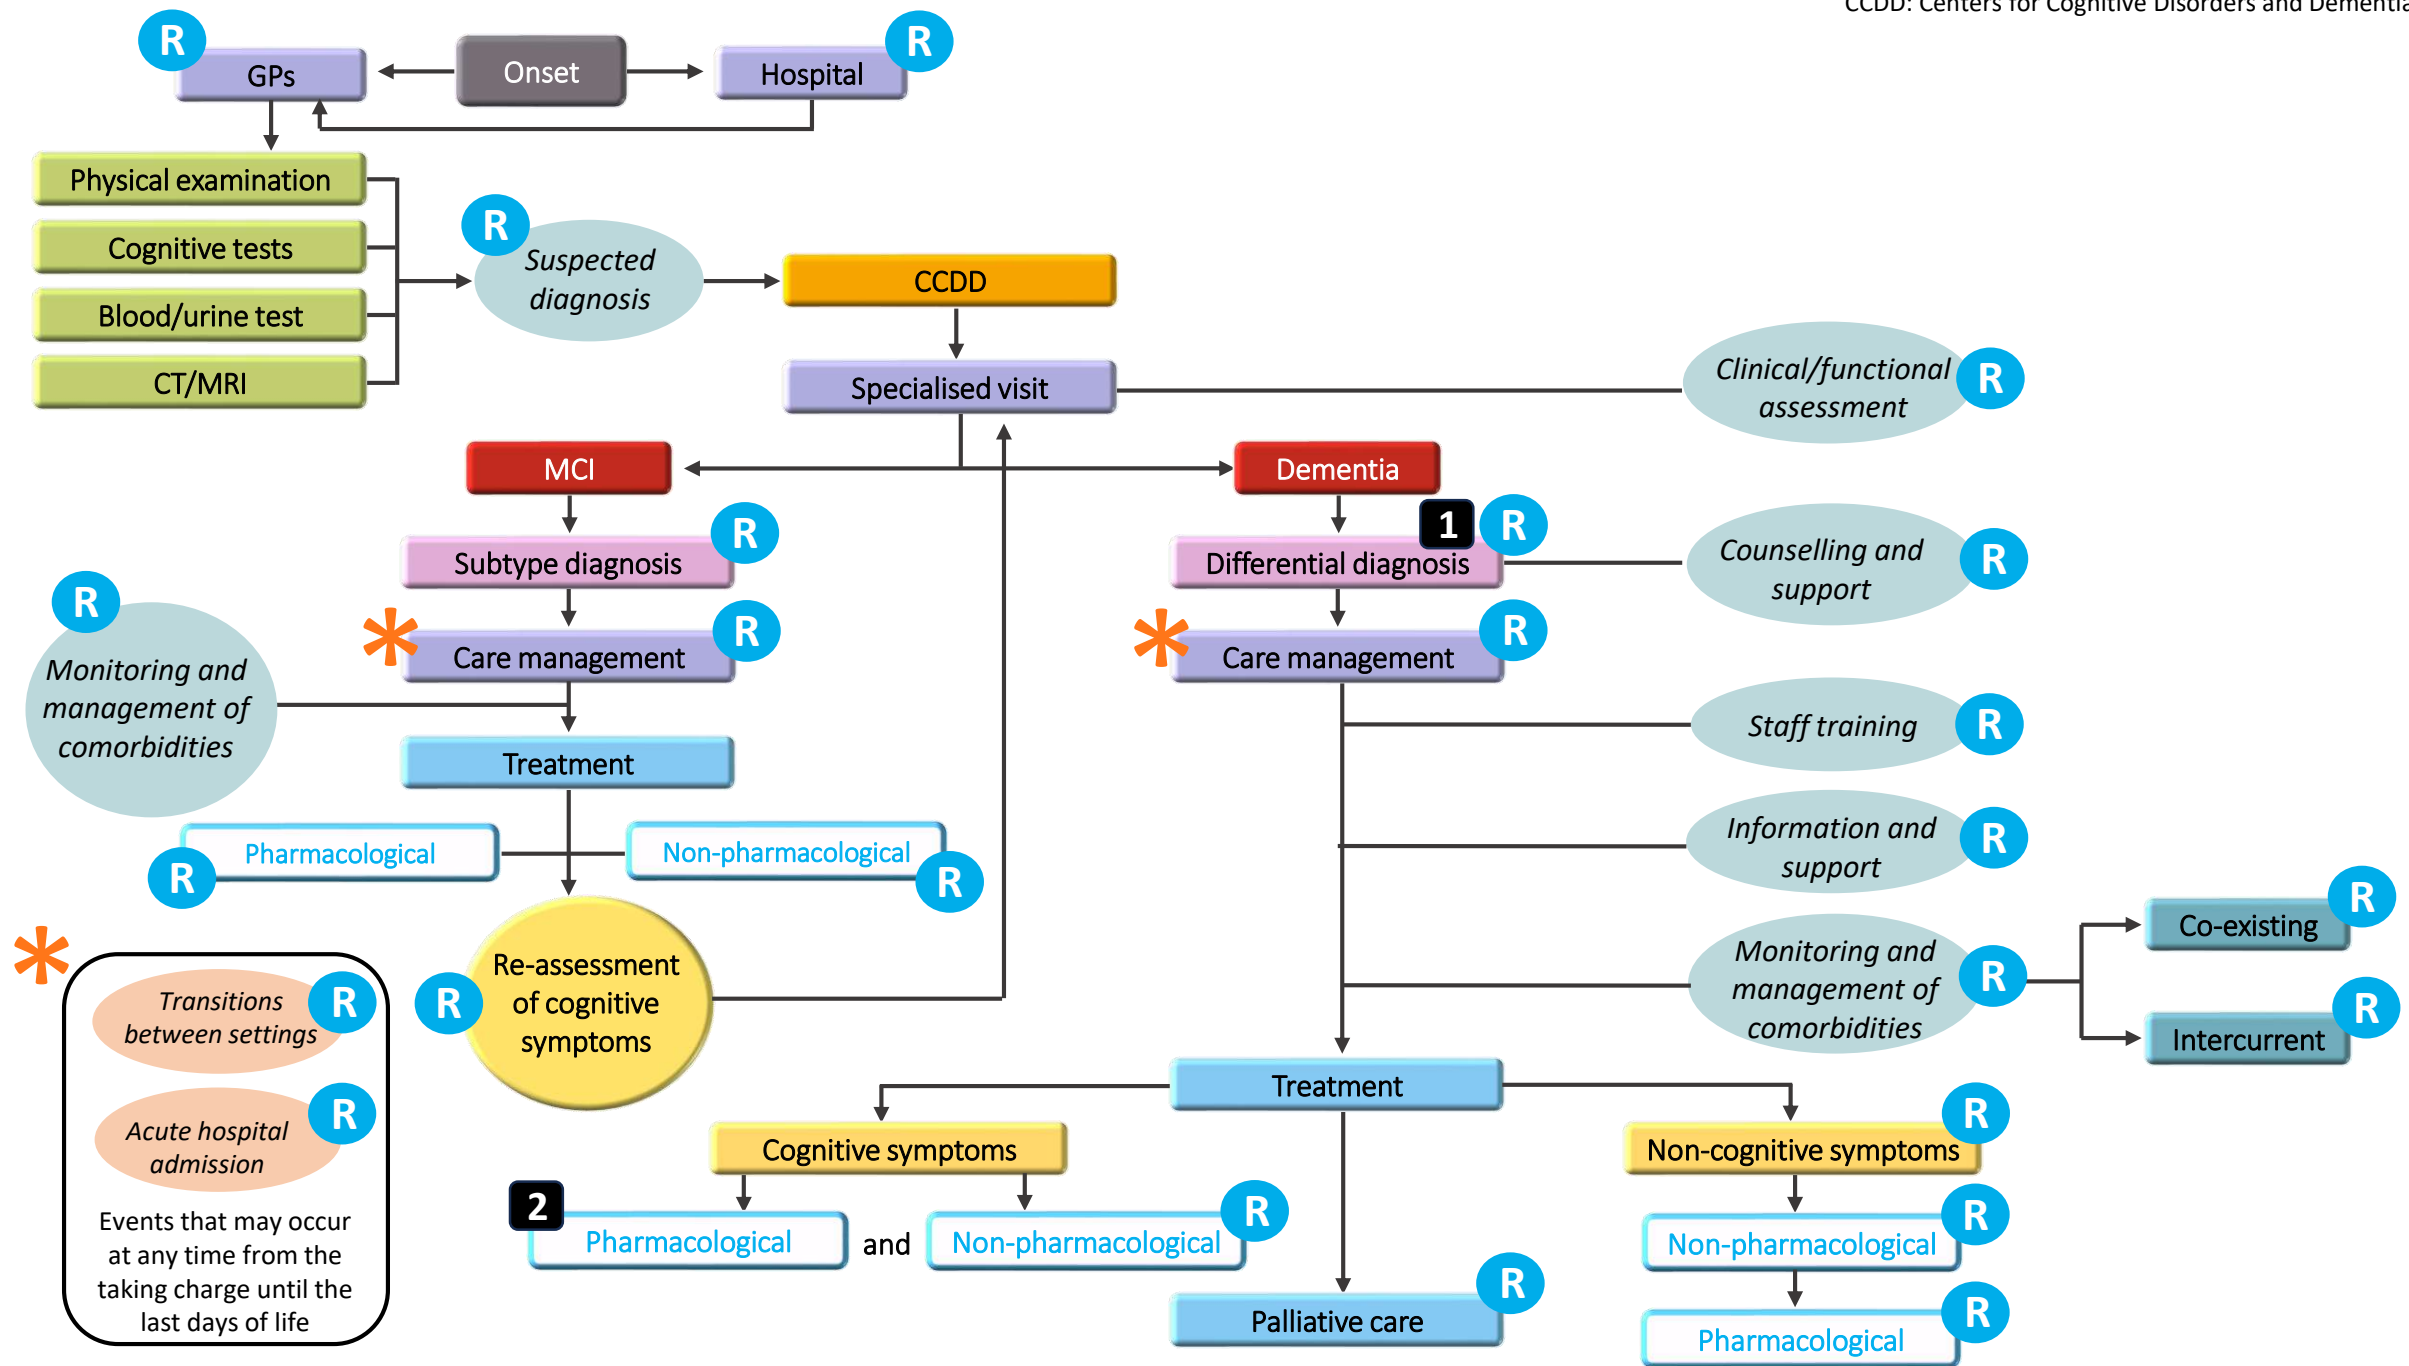 CCDD: Centers for Cognitive Disorders and Dementia
R
GPs
Onset
Hospital
R
Physical examination
Cognitive tests
Blood/urine test
CT/MRI
R
Suspected
diagnosis
CCDD
Specialised visit
Clinical/functional
assessment
R
MCI
Dementia
Subtype diagnosis
R
1
R
Differential diagnosis
Counselling and
support
R
R
Monitoring and
management of
comorbidities
*
Care management
R
*
Care management
R
Staff training
R
Treatment
Pharmacological
R
Non-pharmacological
R
Information and
support
R
Monitoring and
management of
comorbidities
R
Co-existing
R
Intercurrent
R
R
Re-assessment
of cognitive
symptoms
*
Transitions
between settings
R
Acute hospital
admission
R
Events that may occur
at any time from the
taking charge until the
last days of life
Treatment
Cognitive symptoms
2
Pharmacological
and
Non-pharmacological
R
Palliative care
R
Non-cognitive symptoms
R
Non-pharmacological
R
Pharmacological
R